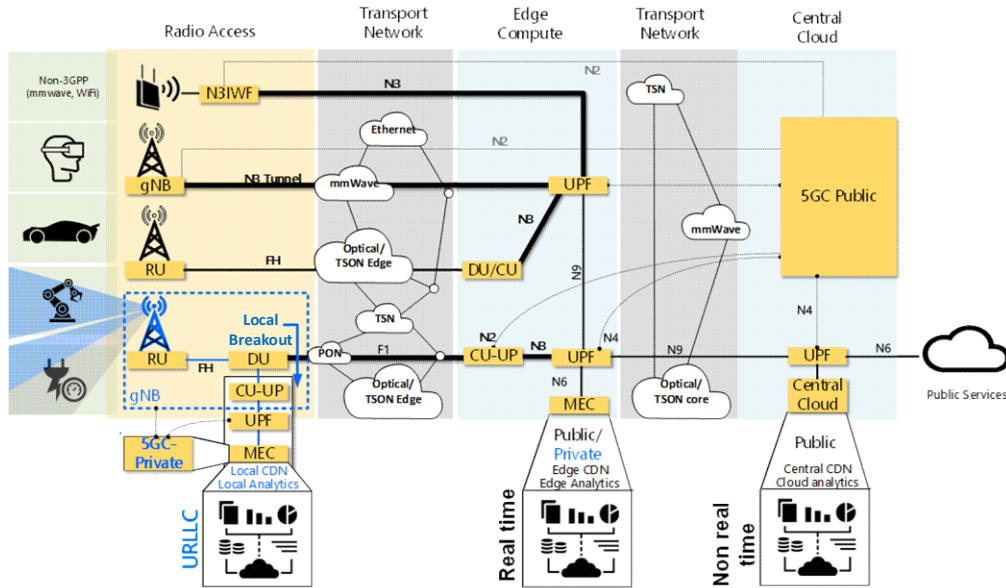 Radio Access
Transport
Network
Edge
Compute
Transport
Network
Central
Cloud
Non-3GPP
(mmwave, WiFi)
N3IWF
N3
N2
TSN
Ethernet
N2
gNB
N3 Tunnel
mmWave
UPF
5GC Public
N3
mmWave
RU
FH
Optical/
TSON Edge
DU/CU
N9
TSN
Local
Breakout
N2
N4
N4
RU
FH
DU
PON
F1
CU-UP
N3
UPF
N9
UPF
N6
Public Services
gNB
CU-UP
Optical/
TSON Edge
N6
MEC
Optical/
TSON core
Central
Cloud
UPF
5GC-
Private
MEC
Public/
Private
Public
Local CDN
Local Analytics
Edge CDN
Edge Analytics
Central CDN
Cloud analytics
URLLC
Real time
Non real
time